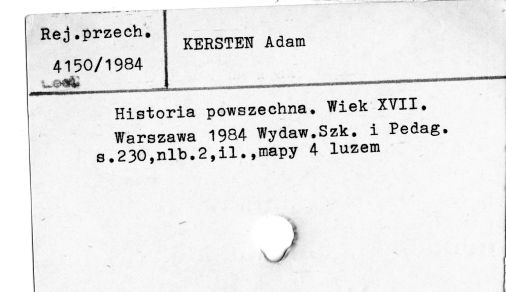 Rej.przech.
KERSTEN Adam
4150/1984
Historia powszechna. Wiek XVII.
Warszawa 1984 Wydaw.Szk. i Pedag.
s.230,nlb.2,il.,mapy 4 luzem